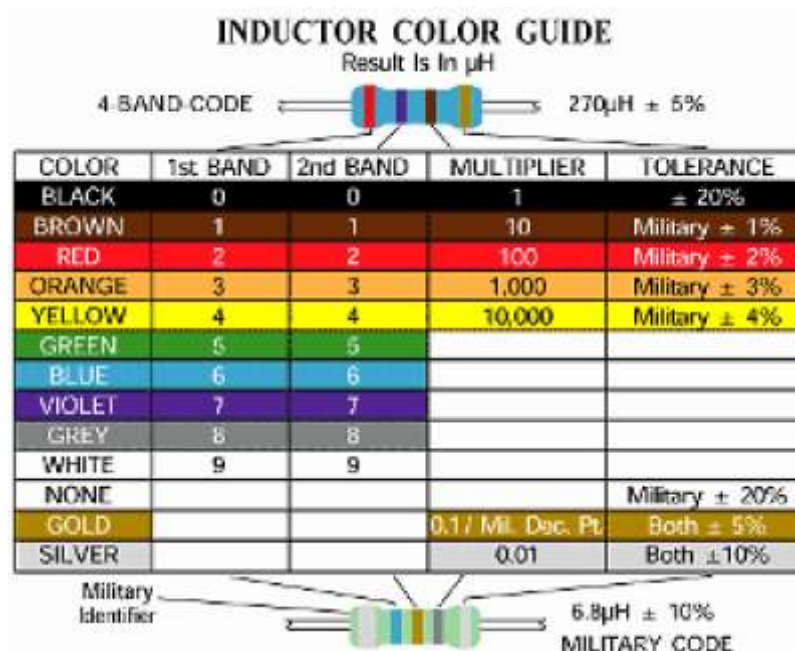 INDUCTOR COLOR GUIDE
Result Is In µH
4-BAND-CODE 270µH ± 5%
COLOR 1st BAND 2nd BAND MULTIPLIER TOLERANCE
BLACK 0 0 1 ± 20%
BROWN 1 1 10 Military ± 1%
RED 2 2 100 Military ± 2%
ORANGE 3 3 1,000 Military ± 3%
YELLOW 4 4 10,000 Military ± 4%
GREEN 5 5
BLUE 6 6
VIOLET 7 7
GREY 8 8
WHITE 9 9
NONE Military ± 20%
GOLD 0.1/ Mil. Dec. Pt. Both ± 5%
SILVER 0.01 Both ±10%
Military
Identifier
6.8µH ± 10%
MILITARY CODE